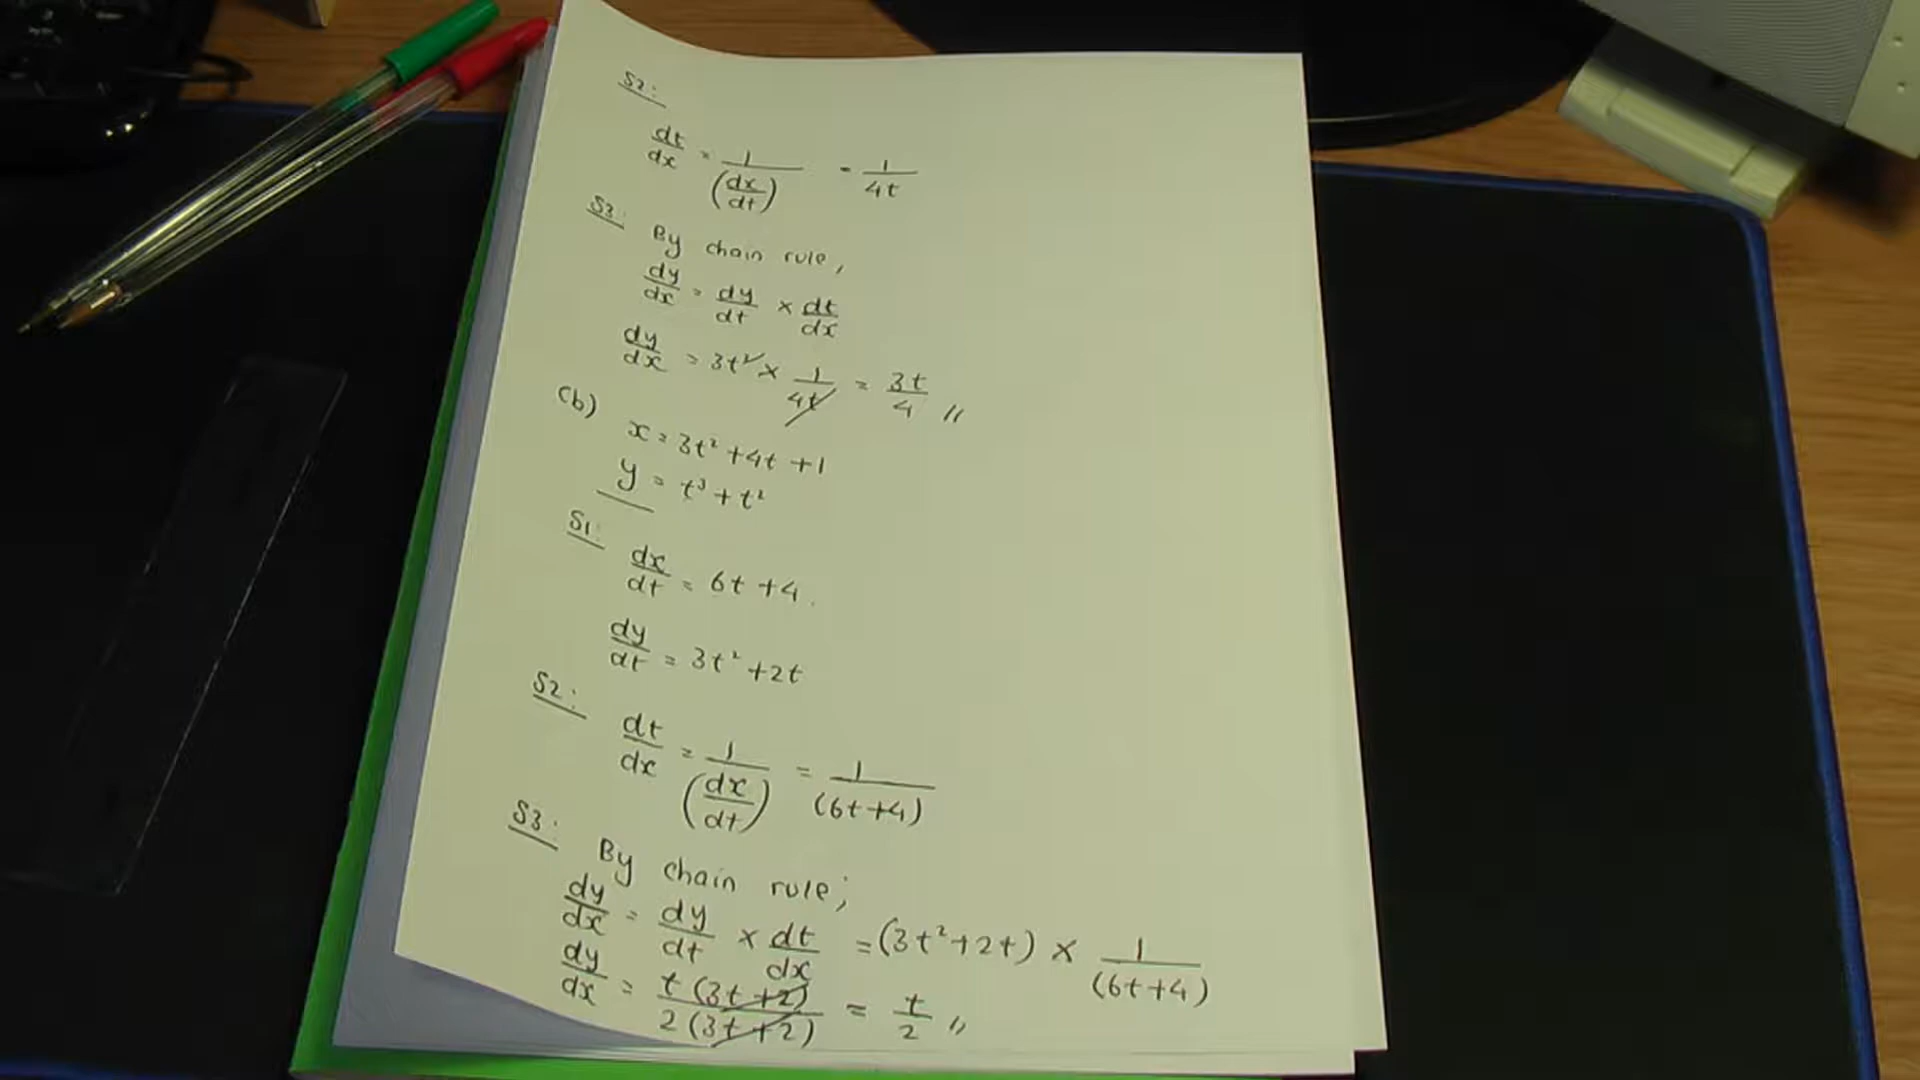 S2:
dt/dx = 1/(dx/dt) = 1/4t
S3:
By chain rule,
dy/dx = dy/dt × dt/dx
dy/dx = 3t² × 1/4t = 3t/4 //
(b)
x = 3t² + 4t + 1
y = t³ + t²
S1:
dx/dt = 6t + 4.
dy/dt = 3t² + 2t
S2:
dt/dx = 1/(dx/dt) = 1/(6t+4)
S3:
By chain rule;
dy/dx = dy/dt × dt/dx = (3t² + 2t) × 1/(6t+4)
dy/dx = t(3t+2)/2(3t+2) = t/2 //